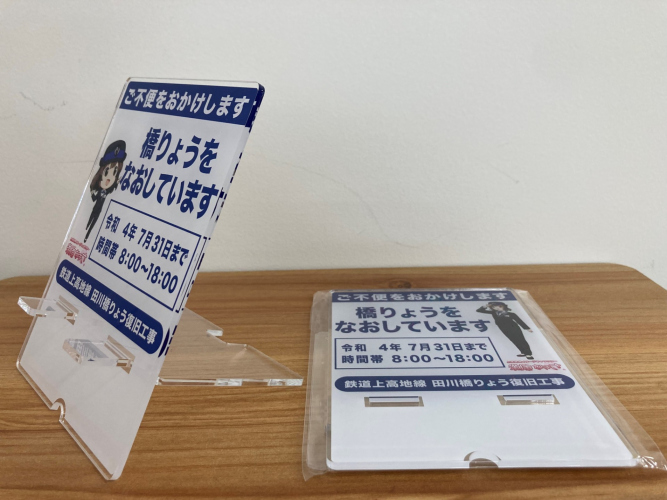 ご不便をおかけします
橋りょうを
なおしています
令和 4年 7月31日まで
時間帯 8:00~18:00
鉄道上高地線 田川橋りょう復旧工事
ご不便をおかけします
橋りょうを
なおしています
令和 4年 7月31日まで
時間帯 8:00~18:00
鉄道上高地線 田川橋りょう復旧工事